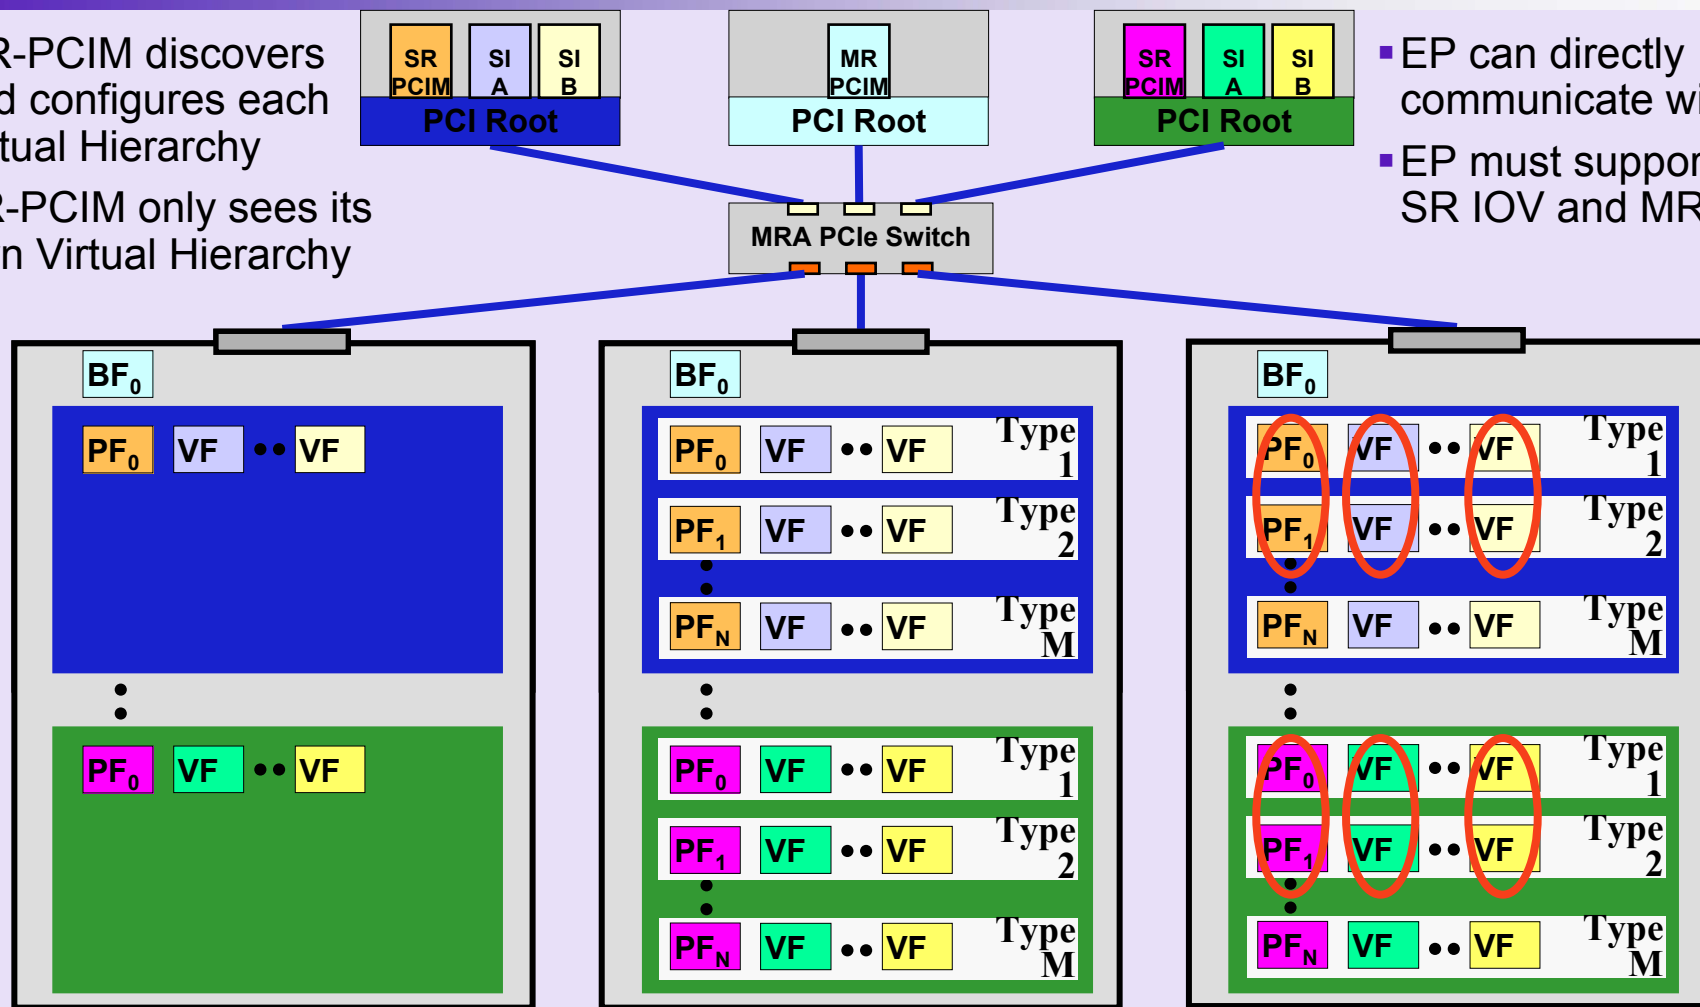 R-PCIM discovers
d configures each
tual Hierarchy
R-PCIM only sees its
n Virtual Hierarchy
SR PCIM
SI A
SI B
PCI Root
MR PCIM
PCI Root
SR PCIM
SI A
SI B
PCI Root
EP can directly
communicate wi
EP must suppor
SR IOV and MR
MRA PCIe Switch
BF0
PF0 VF •• VF
PF0 VF •• VF
BF0
PF0 VF •• VF Type 1
PF1 VF •• VF Type 2
PFN VF •• VF Type M
PF0 VF •• VF Type 1
PF1 VF •• VF Type 2
PFN VF •• VF Type M
BF0
PF0 VF •• VF Type 1
PF1 VF •• VF Type 2
PFN VF •• VF Type M
PF0 VF •• VF Type 1
PF1 VF •• VF Type 2
PFN VF •• VF Type M